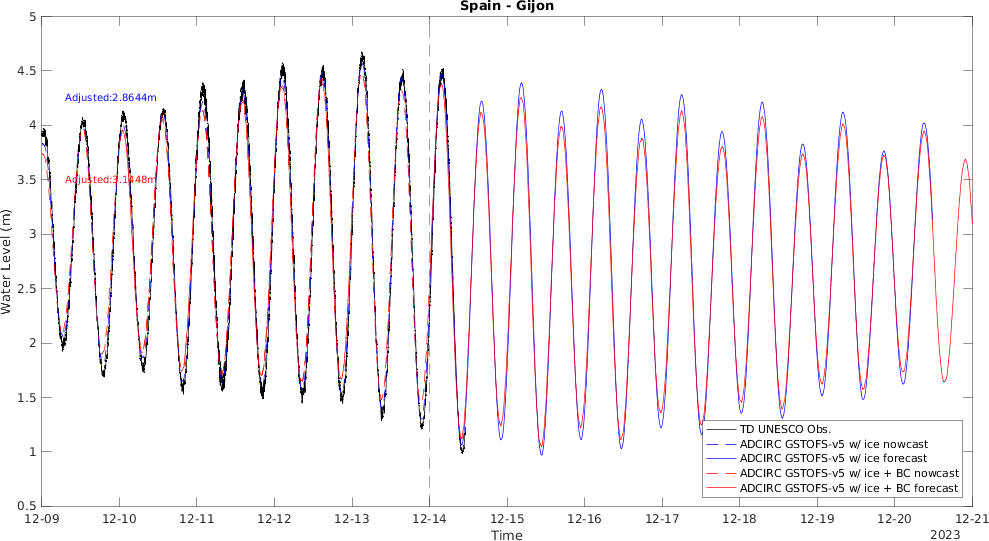 Spain - Gijon
5
4.5
4
3.5
3
2.5
2
1.5
1
0.5
Water Level (m)
Adjusted:2.8644m
Adjusted:3.1448m
TD UNESCO Obs.
ADCIRC GSTOFS-v5 w/ ice nowcast
ADCIRC GSTOFS-v5 w/ ice forecast
ADCIRC GSTOFS-v5 w/ ice + BC nowcast
ADCIRC GSTOFS-v5 w/ ice + BC forecast
12-09 12-10 12-11 12-12 12-13 12-14 12-15 12-16 12-17 12-18 12-19 12-20 12-21
Time
2023